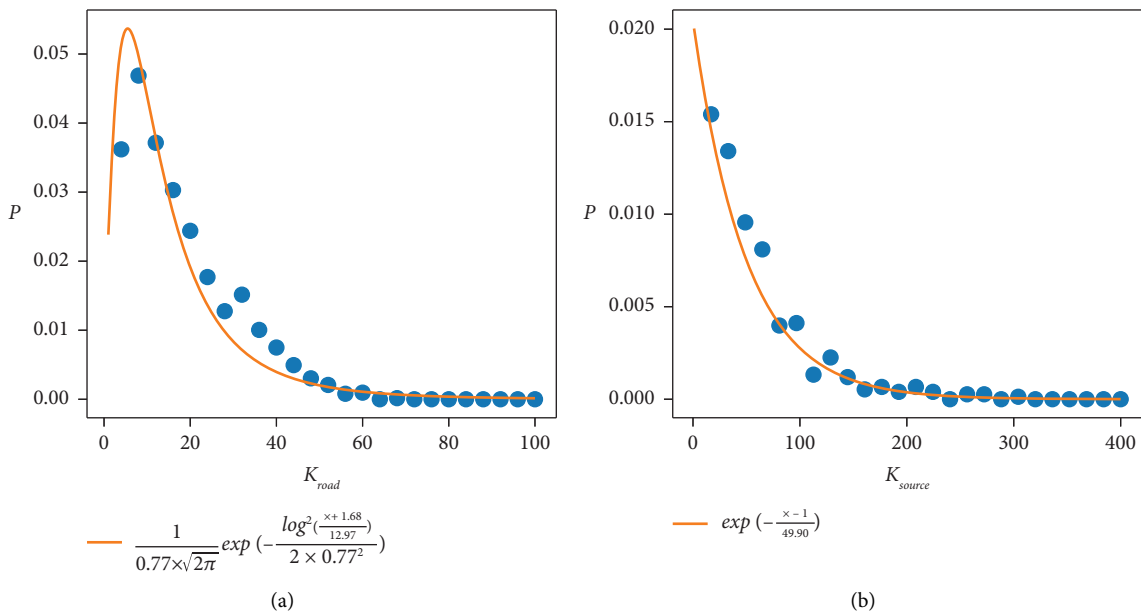 0.05
0.04
0.03
0.02
0.01
0.00
P
0 20 40 60 80 100
K_road
1 / 0.77×√2π exp (− log²(×+ 1.68 / 12.97) / 2 × 0.77²)
(a)
0.020
0.015
0.010
0.005
0.000
P
0 100 200 300 400
K_source
exp (− × − 1 / 49.90)
(b)